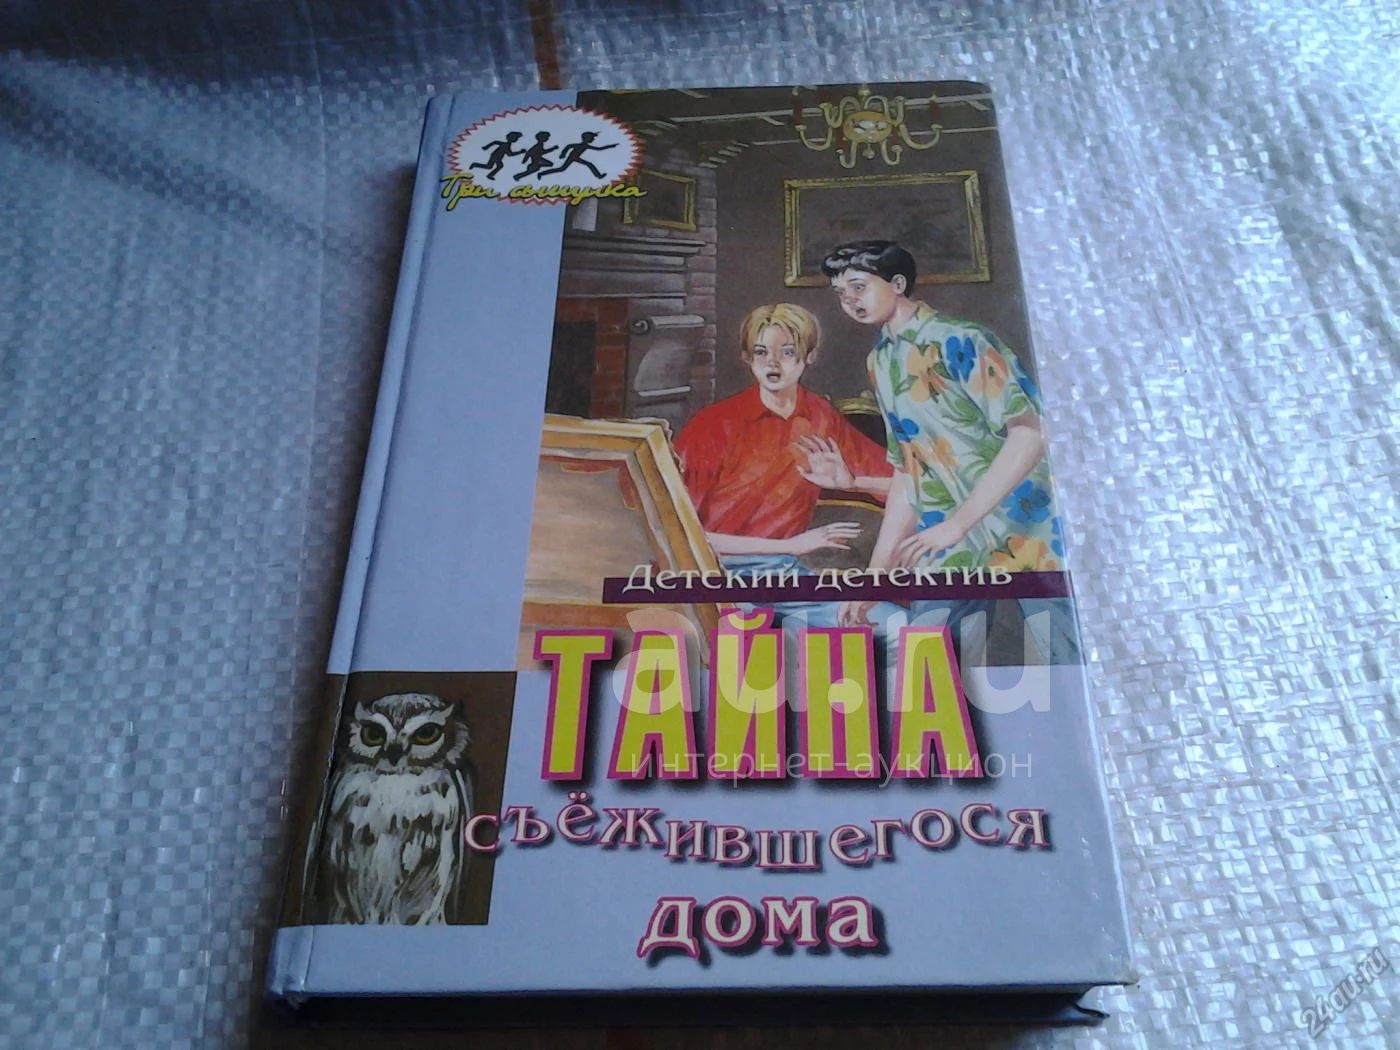 Три сыщика
Детский детектив
ТАЙНА
съёжившегося
дома
au.ru
интернет-аукцион
24au.ru